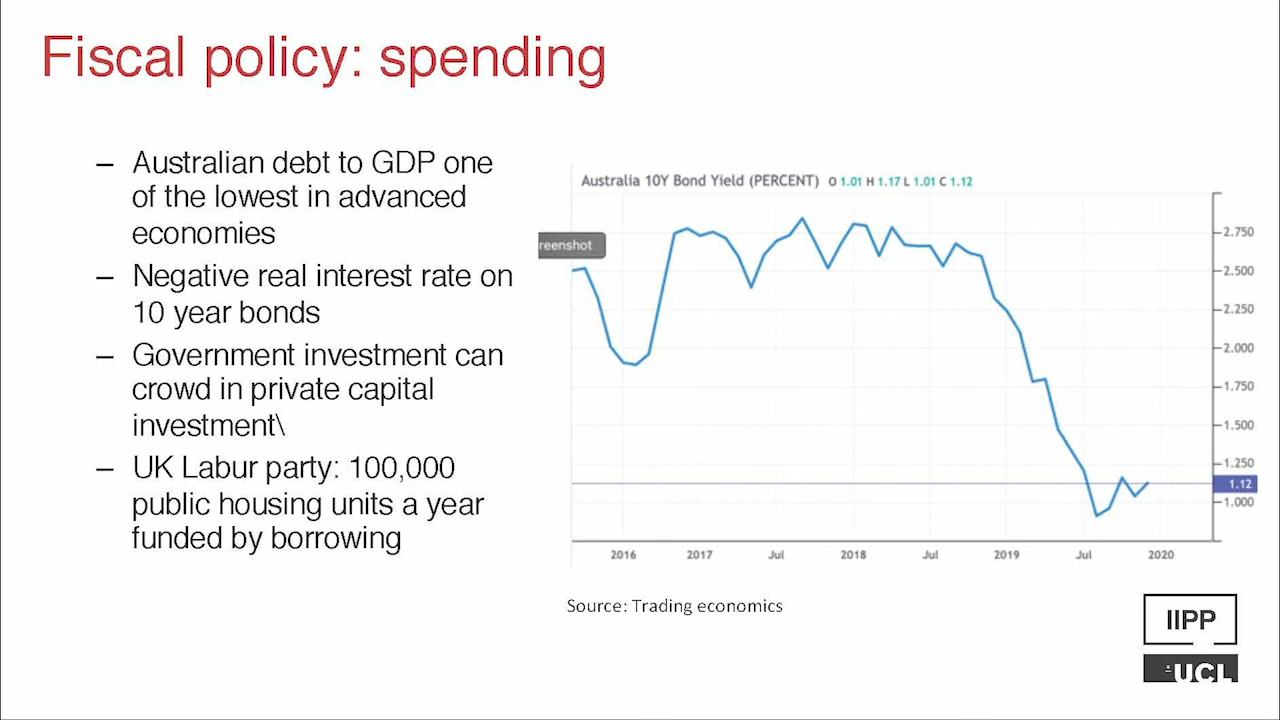 Fiscal policy: spending
– Australian debt to GDP one
of the lowest in advanced
economies
– Negative real interest rate on
10 year bonds
– Government investment can
crowd in private capital
investment\
– UK Labur party: 100,000
public housing units a year
funded by borrowing
Australia 10Y Bond Yield (PERCENT) O 1.01 H 1.17 L 1.01 C 1.12
reenshot
2.750
2.500
2.250
2.000
1.750
1.500
1.250
1.12
1.000
2016 2017 Jul 2018 Jul 2019 Jul 2020
Source: Trading economics
IIPP
UCL